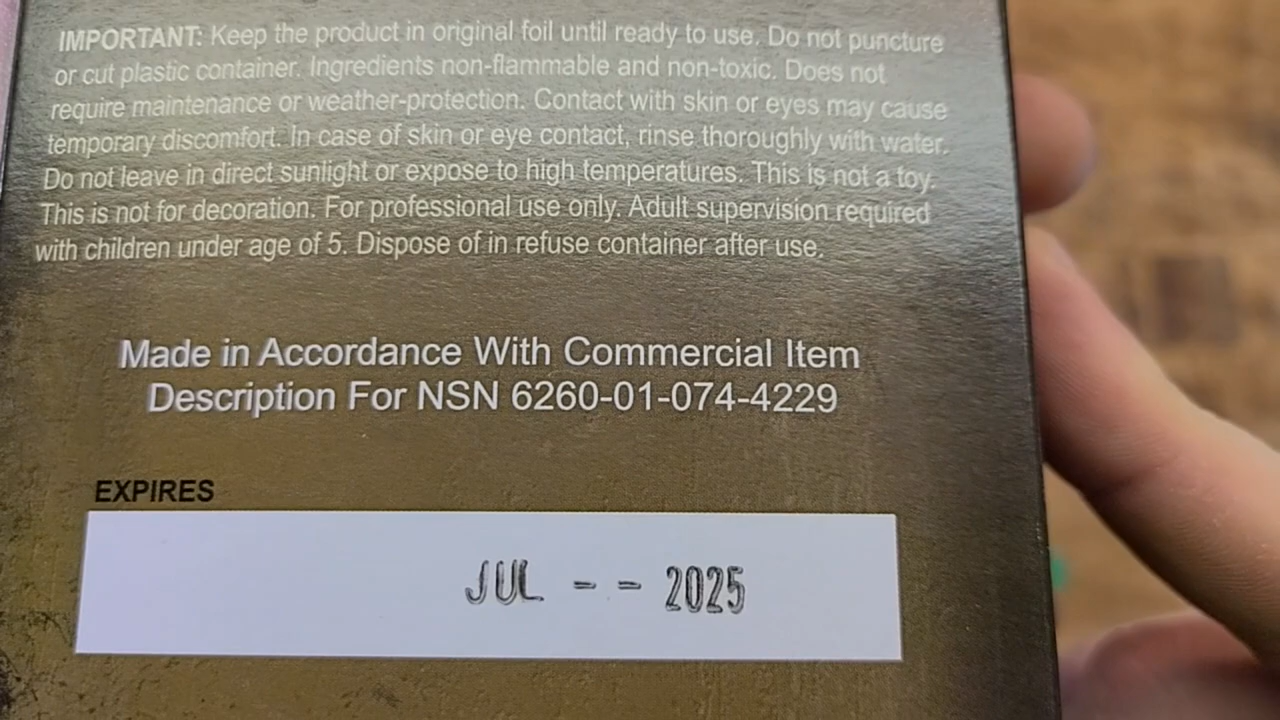 IMPORTANT: Keep the product in original foil until ready to use. Do not puncture
or cut plastic container. Ingredients non-flammable and non-toxic. Does not
require maintenance or weather-protection. Contact with skin or eyes may cause
temporary discomfort. In case of skin or eye contact, rinse thoroughly with water.
Do not leave in direct sunlight or expose to high temperatures. This is not a toy.
This is not for decoration. For professional use only. Adult supervision required
with children under age of 5. Dispose of in refuse container after use.
Made in Accordance With Commercial Item
Description For NSN 6260-01-074-4229
EXPIRES
JUL - - 2025